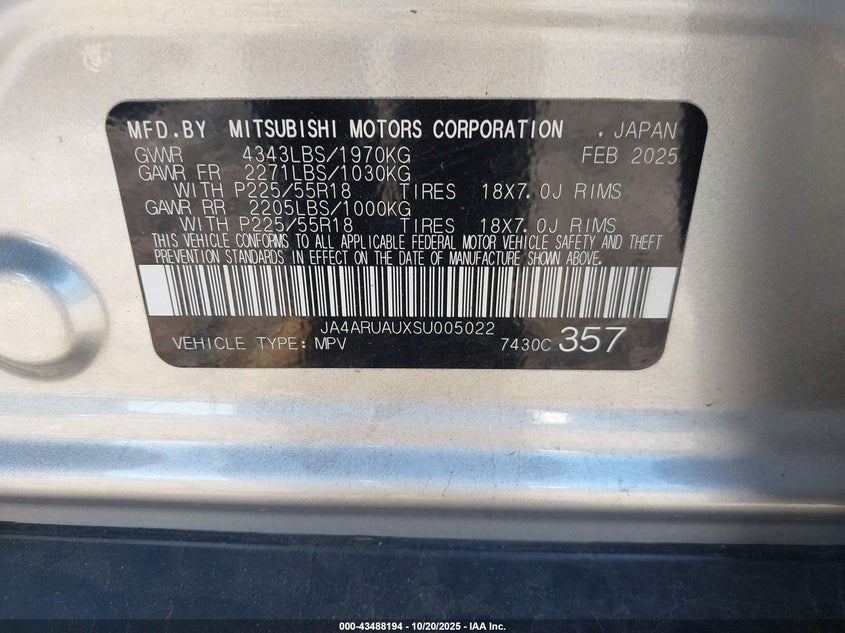 MFD.BY MITSUBISHI MOTORS CORPORATION . JAPAN
GVWR 4343LBS/1970KG FEB 2025
GAWR FR 2271LBS/1030KG
WITH P225/55R18 TIRES 18X7.0J RIMS
GAWR RR 2205LBS/1000KG
WITH P225/55R18 TIRES 18X7.0J RIMS
THIS VEHICLE CONFORMS TO ALL APPLICABLE FEDERAL MOTOR VEHICLE SAFETY AND THEFT
PREVENTION STANDARDS IN EFFECT ON THE DATE OF MANUFACTURE SHOWN ABOVE.
JA4ARUAUXSU005022
VEHICLE TYPE: MPV 7430C 357
000-43488194 - 10/20/2025 - IAA Inc.